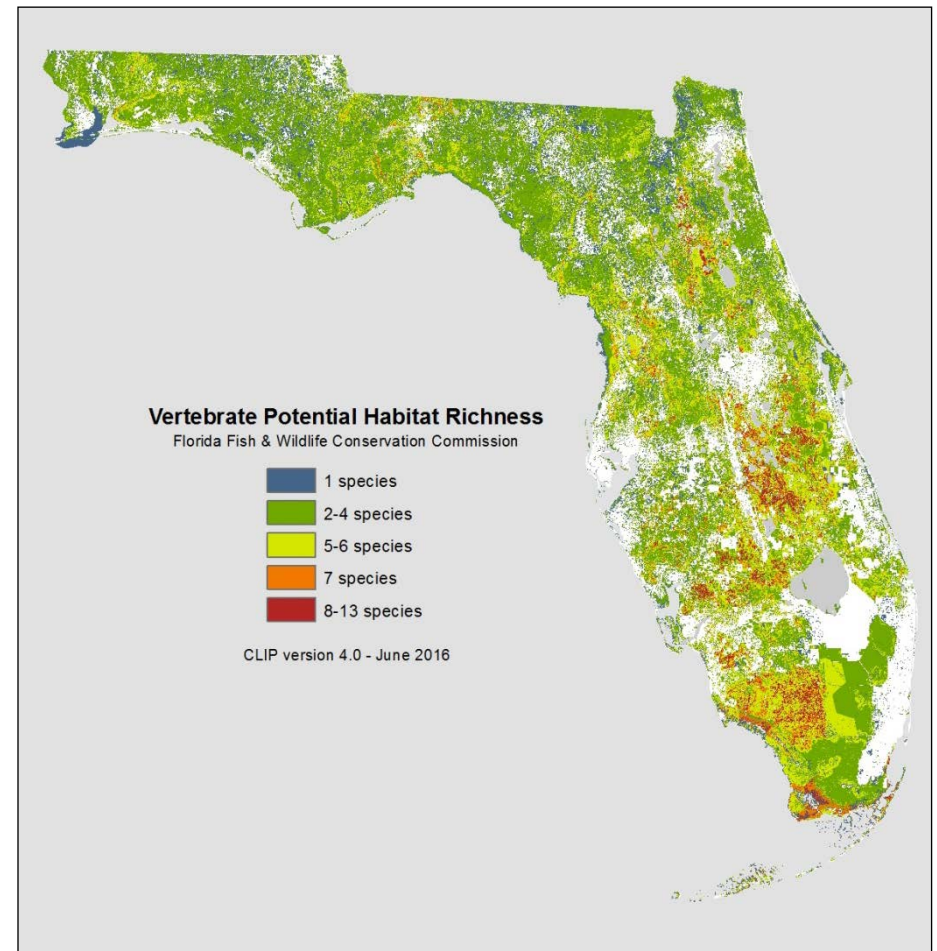 Vertebrate Potential Habitat Richness
Florida Fish & Wildlife Conservation Commission
1 species
2-4 species
5-6 species
7 species
8-13 species
CLIP version 4.0 - June 2016